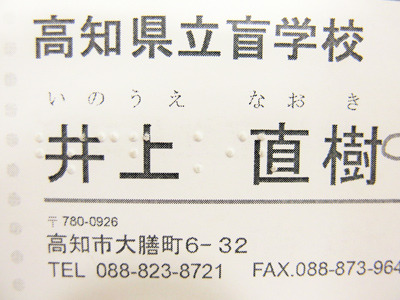 高知県立盲学校
いのうえ なおき
井上 直樹
〒780-0926
高知市大膳町6-32
TEL 088-823-8721 FAX.088-873-964